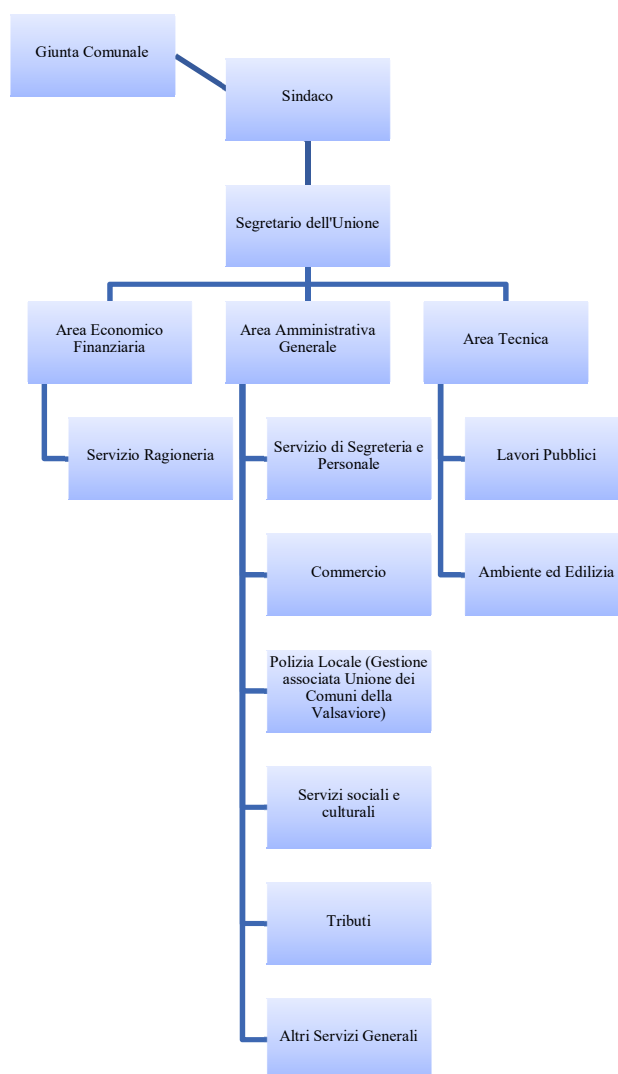 Giunta Comunale
Sindaco
Segretario dell'Unione
Area Economico
Finanziaria
Area Amministrativa
Generale
Area Tecnica
Servizio Ragioneria
Servizio di Segreteria e
Personale
Lavori Pubblici
Commercio
Ambiente ed Edilizia
Polizia Locale (Gestione
associata Unione dei
Comuni della
Valsaviore)
Servizi sociali e
culturali
Tributi
Altri Servizi Generali